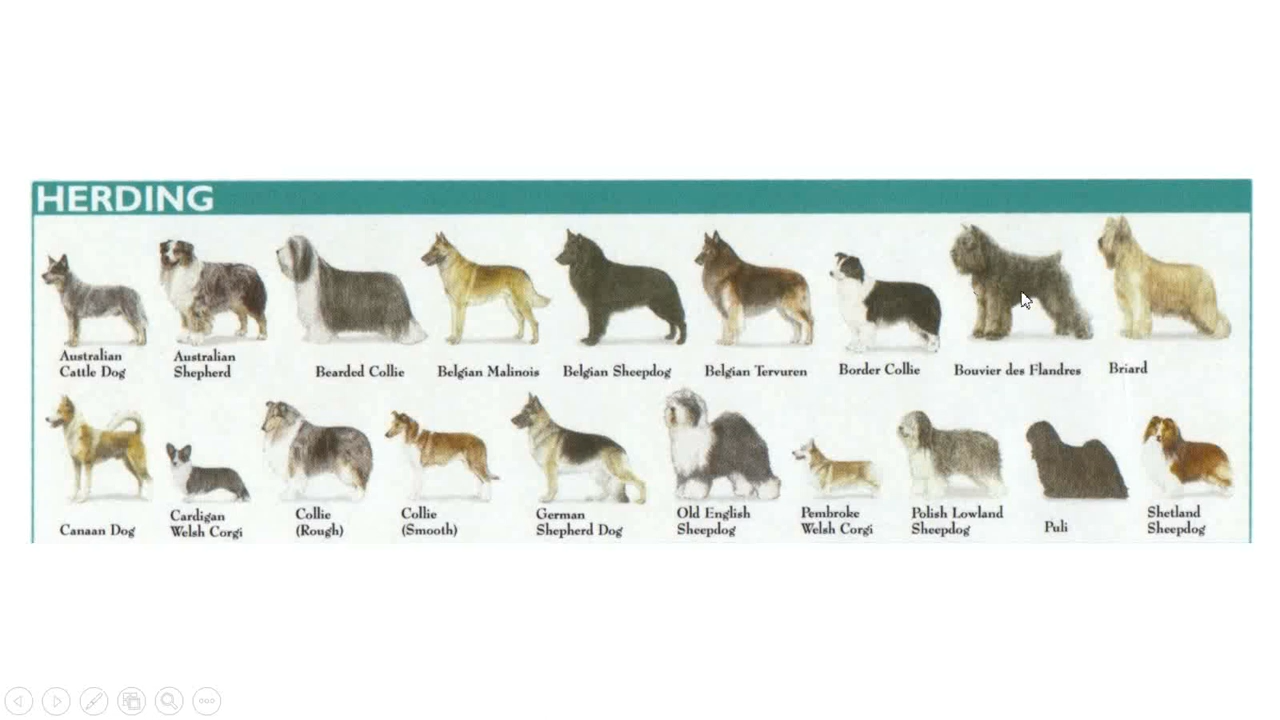 HERDING
Australian
Cattle Dog
Australian
Shepherd
Bearded Collie
Belgian Malinois
Belgian Sheepdog
Belgian Tervuren
Border Collie
Bouvier des Flandres
Briard
Canaan Dog
Cardigan
Welsh Corgi
Collie
(Rough)
Collie
(Smooth)
German
Shepherd Dog
Old English
Sheepdog
Pembroke
Welsh Corgi
Polish Lowland
Sheepdog
Puli
Shetland
Sheepdog